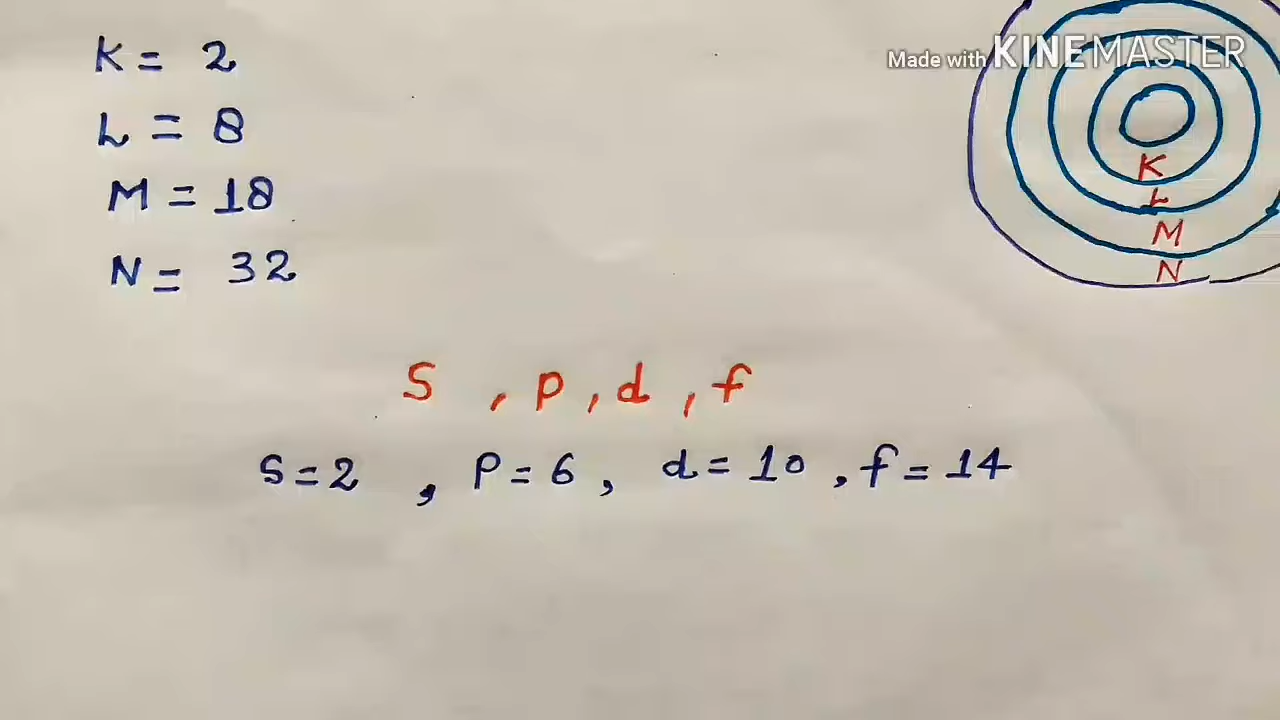 K = 2
Made with KINEMASTER
L = 8
M = 18
N = 32
K
L
M
N
S , P , d , f
S = 2 , P = 6 , d = 10 , f = 14